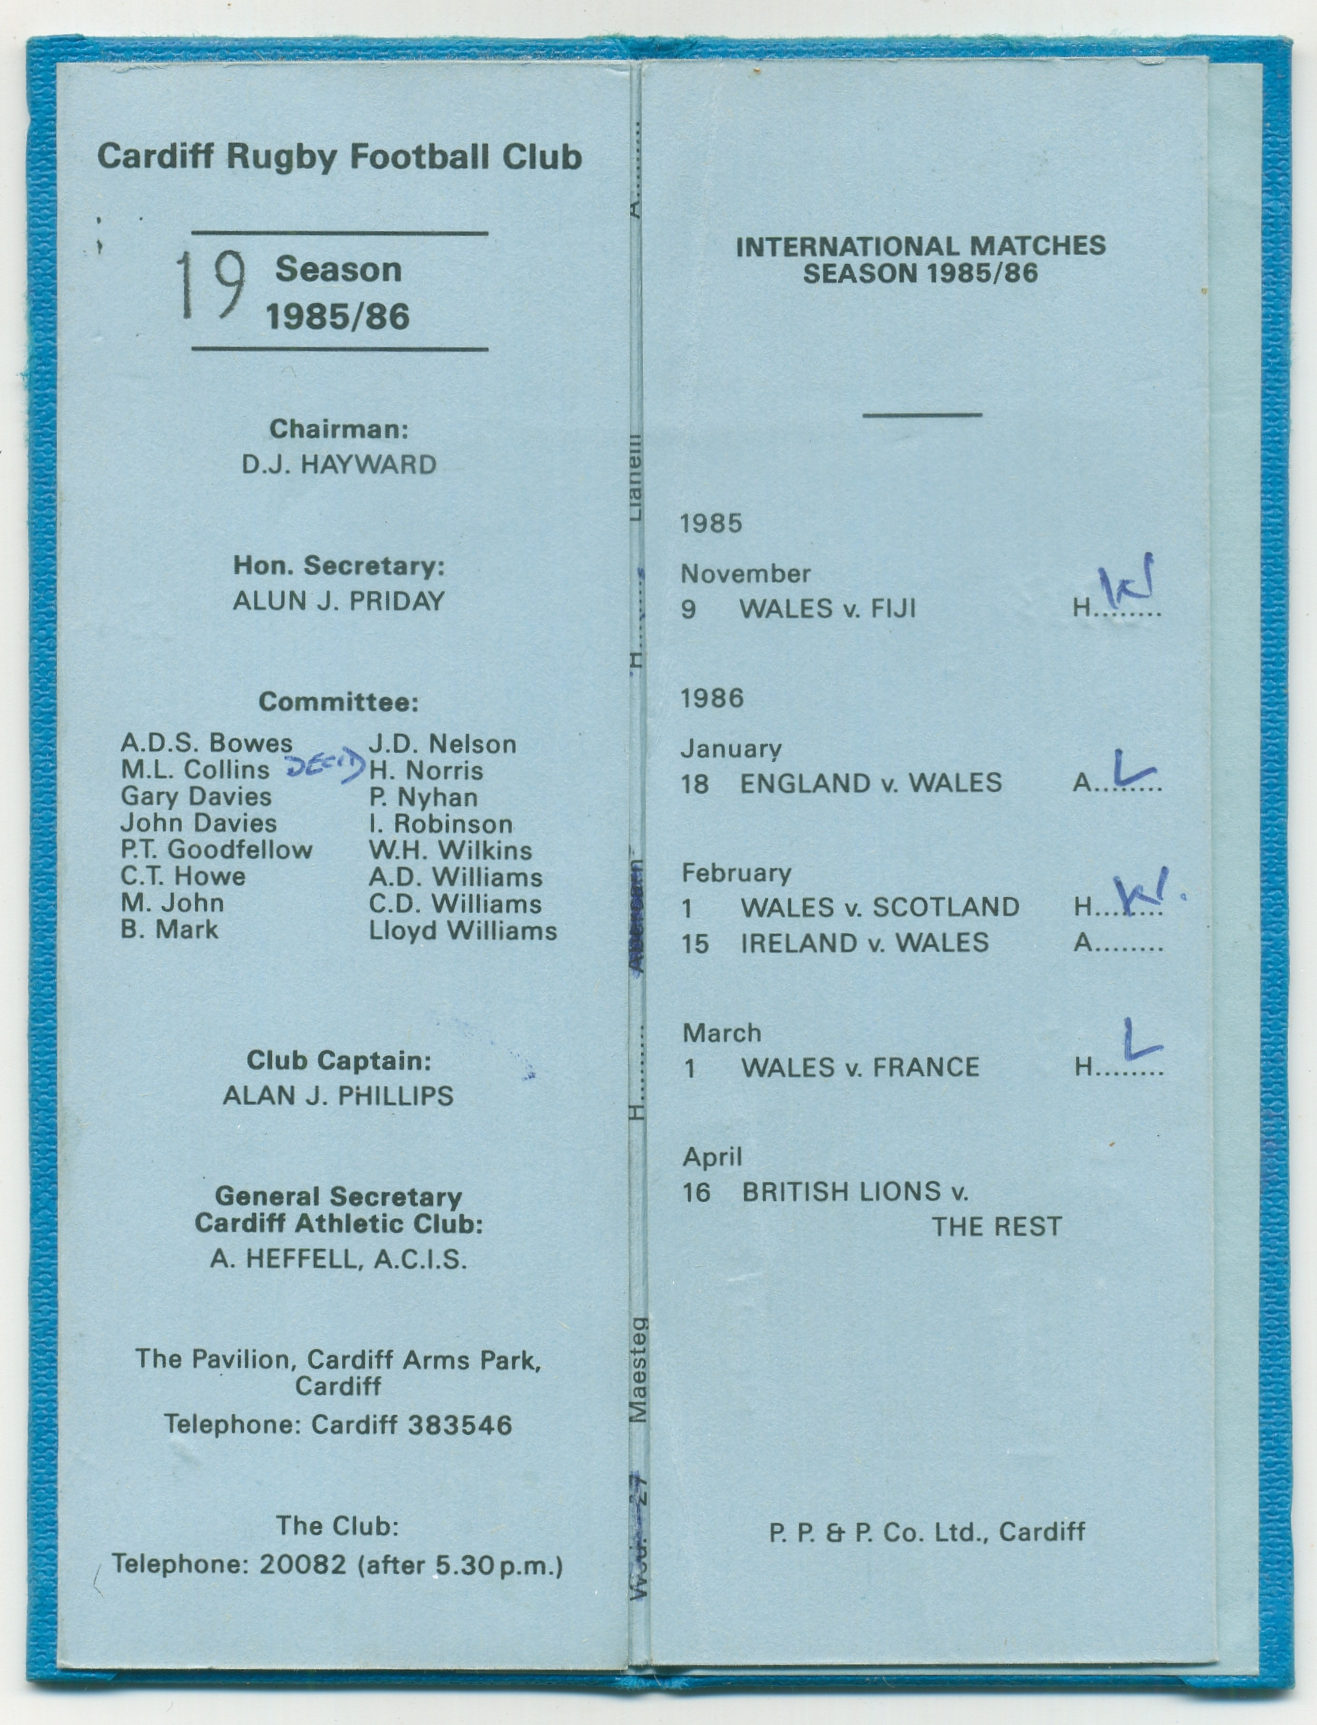 Cardiff Rugby Football Club
19 Season
1985/86
Chairman:
D.J. HAYWARD
Hon. Secretary:
ALUN J. PRIDAY
Committee:
A.D.S. Bowes J.D. Nelson
M.L. Collins DEC'D H. Norris
Gary Davies P. Nyhan
John Davies I. Robinson
P.T. Goodfellow W.H. Wilkins
C.T. Howe A.D. Williams
M. John C.D. Williams
B. Mark Lloyd Williams
Club Captain:
ALAN J. PHILLIPS
General Secretary
Cardiff Athletic Club:
A. HEFFELL, A.C.I.S.
The Pavilion, Cardiff Arms Park,
Cardiff
Telephone: Cardiff 383546
The Club:
Telephone: 20082 (after 5.30 p.m.)
A.........
Llanelli
H.........
H.........
Maesteg
Wed. 27
INTERNATIONAL MATCHES
SEASON 1985/86
1985
November
9 WALES v. FIJI H........ W
1986
January
18 ENGLAND v. WALES A........ L
February
1 WALES v. SCOTLAND H........ W.
15 IRELAND v. WALES A........
March
1 WALES v. FRANCE H........ L
April
16 BRITISH LIONS v.
THE REST
P. P. & P. Co. Ltd., Cardiff